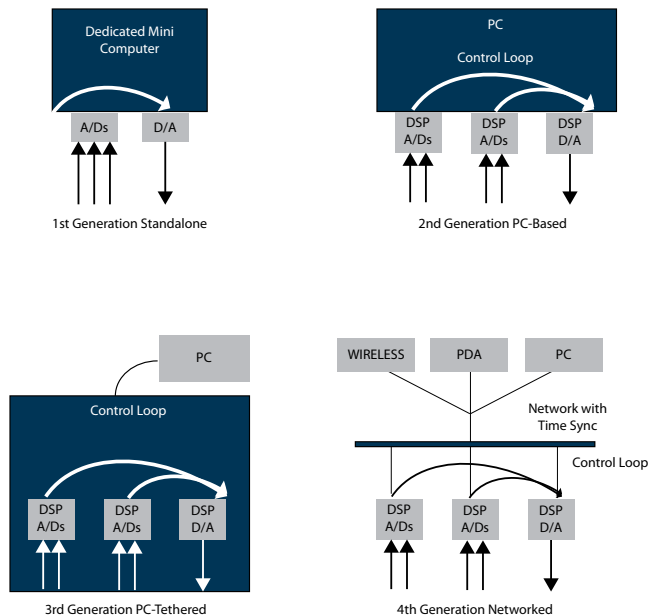 Dedicated Mini
Computer
A/Ds
D/A
1st Generation Standalone
PC
Control Loop
DSP
A/Ds
DSP
A/Ds
DSP
D/A
2nd Generation PC-Based
PC
Control Loop
DSP
A/Ds
DSP
A/Ds
DSP
D/A
3rd Generation PC-Tethered
WIRELESS
PDA
PC
Network with
Time Sync
Control Loop
DSP
A/Ds
DSP
A/Ds
DSP
D/A
4th Generation Networked